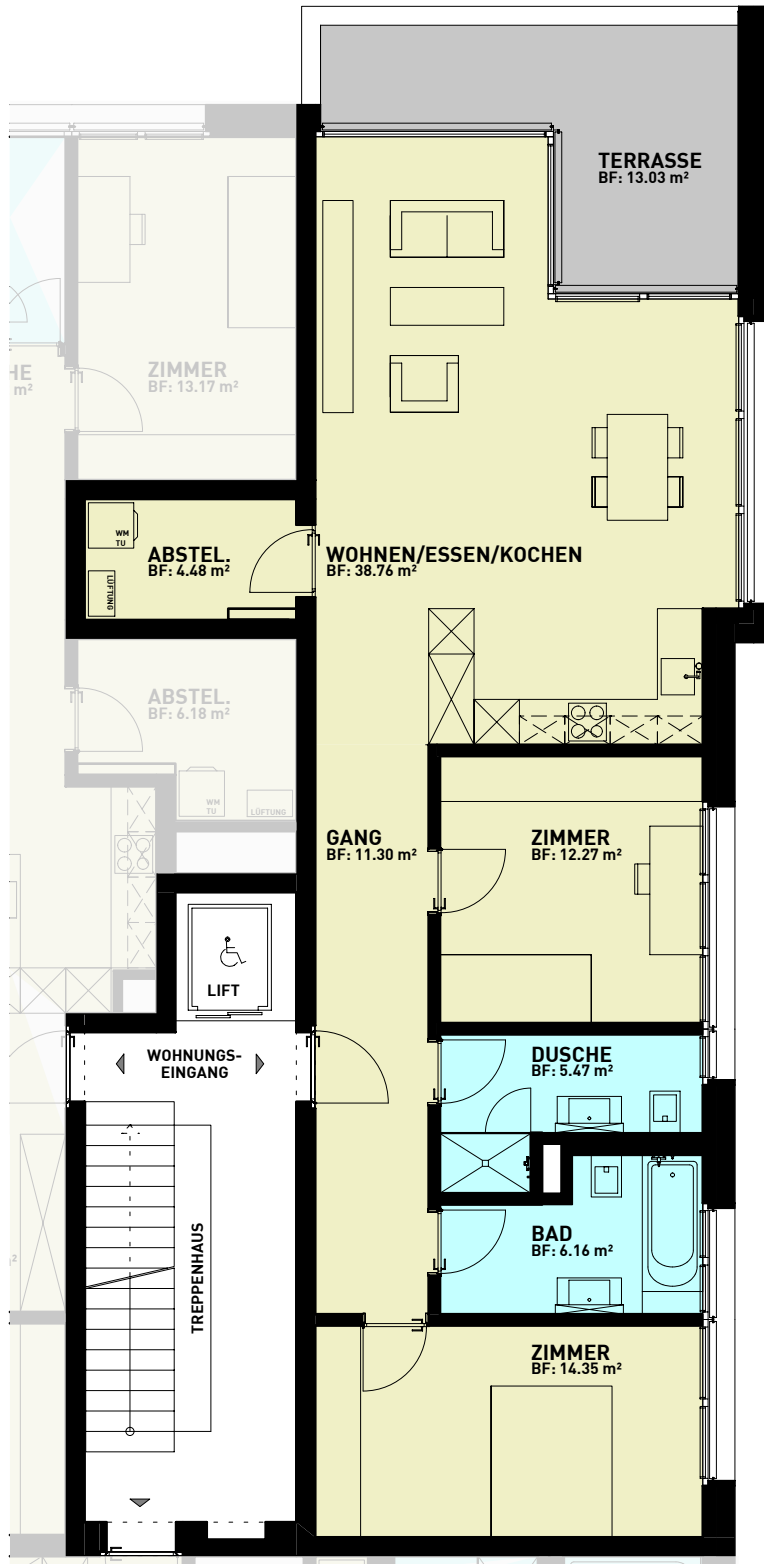 TERRASSE
BF: 13.03 m²
ZIMMER
BF: 13.17 m²
HE
m²
WM
TU
LÜFTUNG
ABSTEL.
BF: 4.48 m²
WOHNEN/ESSEN/KOCHEN
BF: 38.76 m²
ABSTEL.
BF: 6.18 m²
WM
TU
LÜFTUNG
GANG
BF: 11.30 m²
ZIMMER
BF: 12.27 m²
LIFT
WOHNUNGS-
EINGANG
DUSCHE
BF: 5.47 m²
TREPPENHAUS
BAD
BF: 6.16 m²
ZIMMER
BF: 14.35 m²